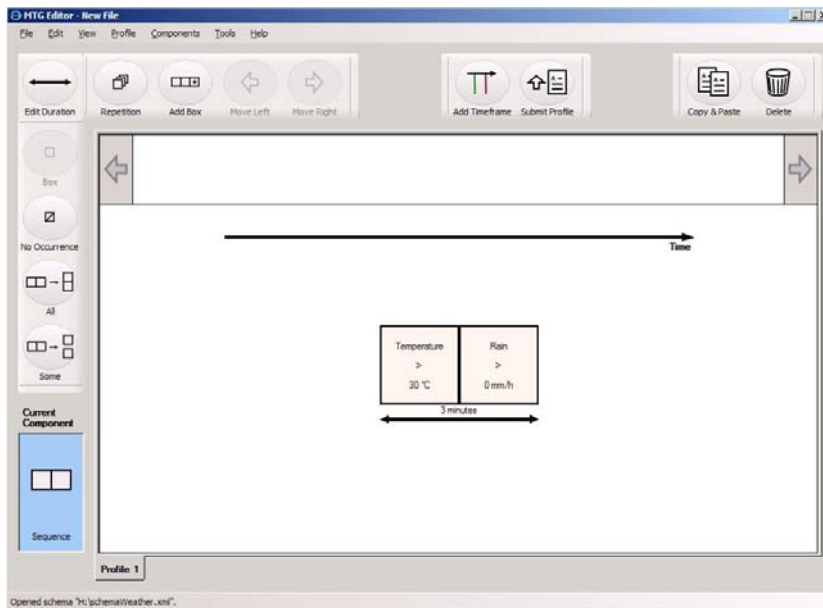 MTG Editor - New File
File Edit View Profile Components Tools Help
Edit Duration Repetition Add Box Move Left Move Right Add Timeframe Submit Profile Copy & Paste Delete
Box
No Occurrence
All
Some
Current
Component
Sequence
Time
Temperature Rain
> >
30 °C 0 mm/h
3 minutes
Profile 1
Opened schema "H:\schemaWeather.xml".